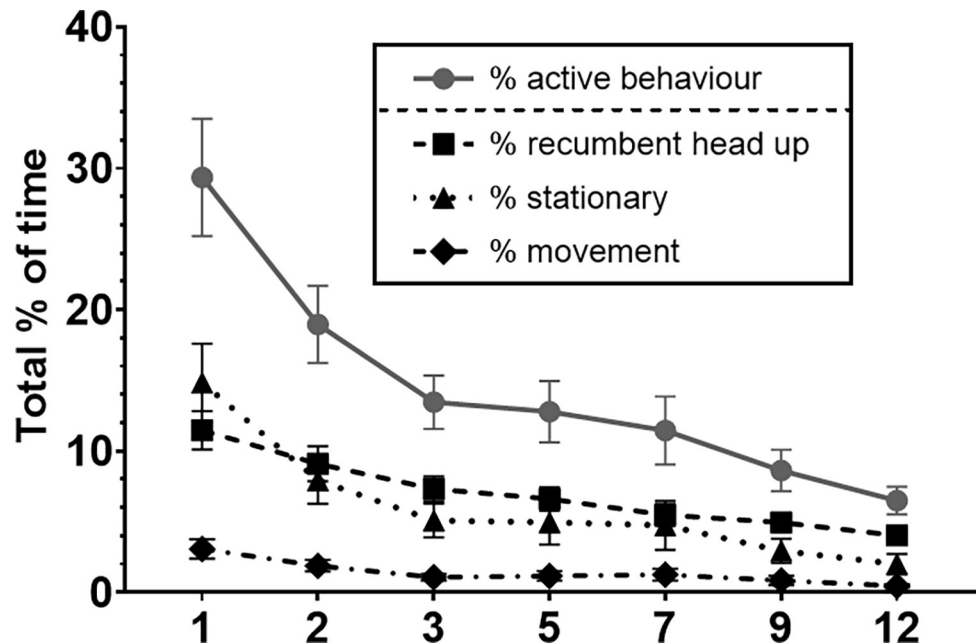 40
30
20
10
0
Total % of time
% active behaviour
% recumbent head up
% stationary
% movement
1 2 3 5 7 9 12